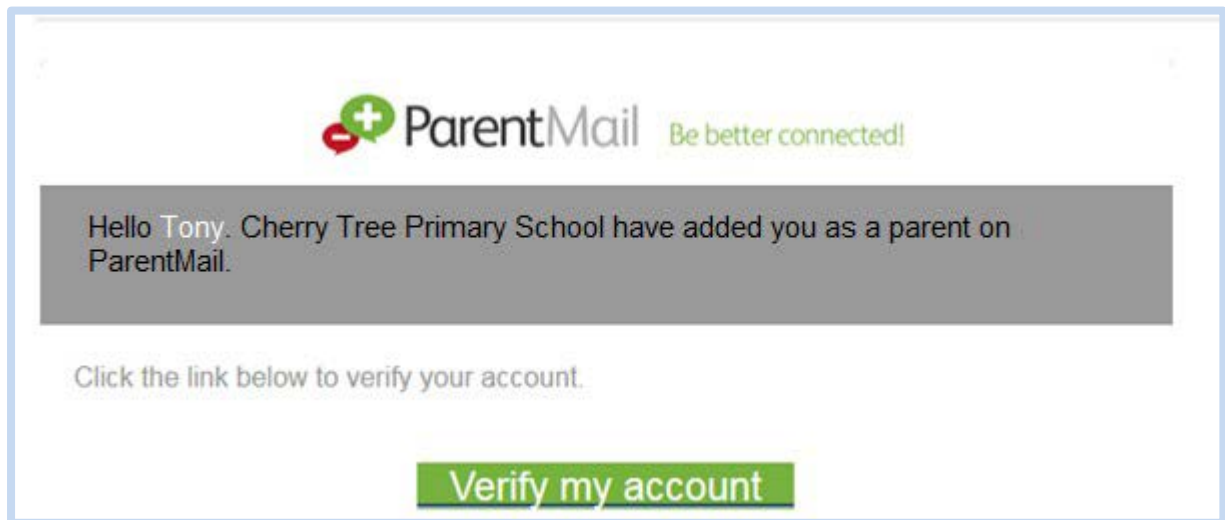 ParentMail Be better connected!
Hello Tony. Cherry Tree Primary School have added you as a parent on
ParentMail.
Click the link below to verify your account.
Verify my account